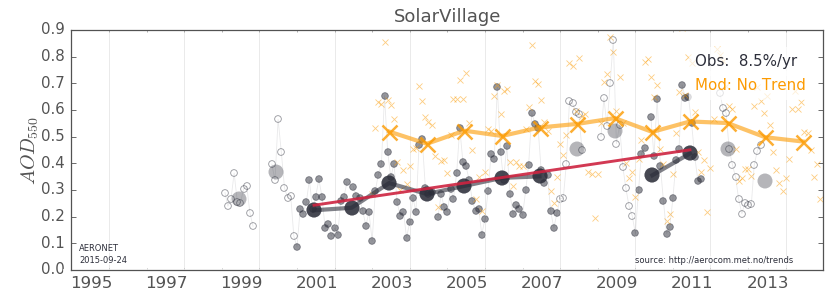 SolarVillage
0.9
0.8
0.7
0.6
0.5
0.4
0.3
0.2
0.1
0.0
AOD550
Obs: 8.5%/yr
Mod: No Trend
AERONET
2015-09-24
source: http://aerocom.met.no/trends
1995 1997 1999 2001 2003 2005 2007 2009 2011 2013